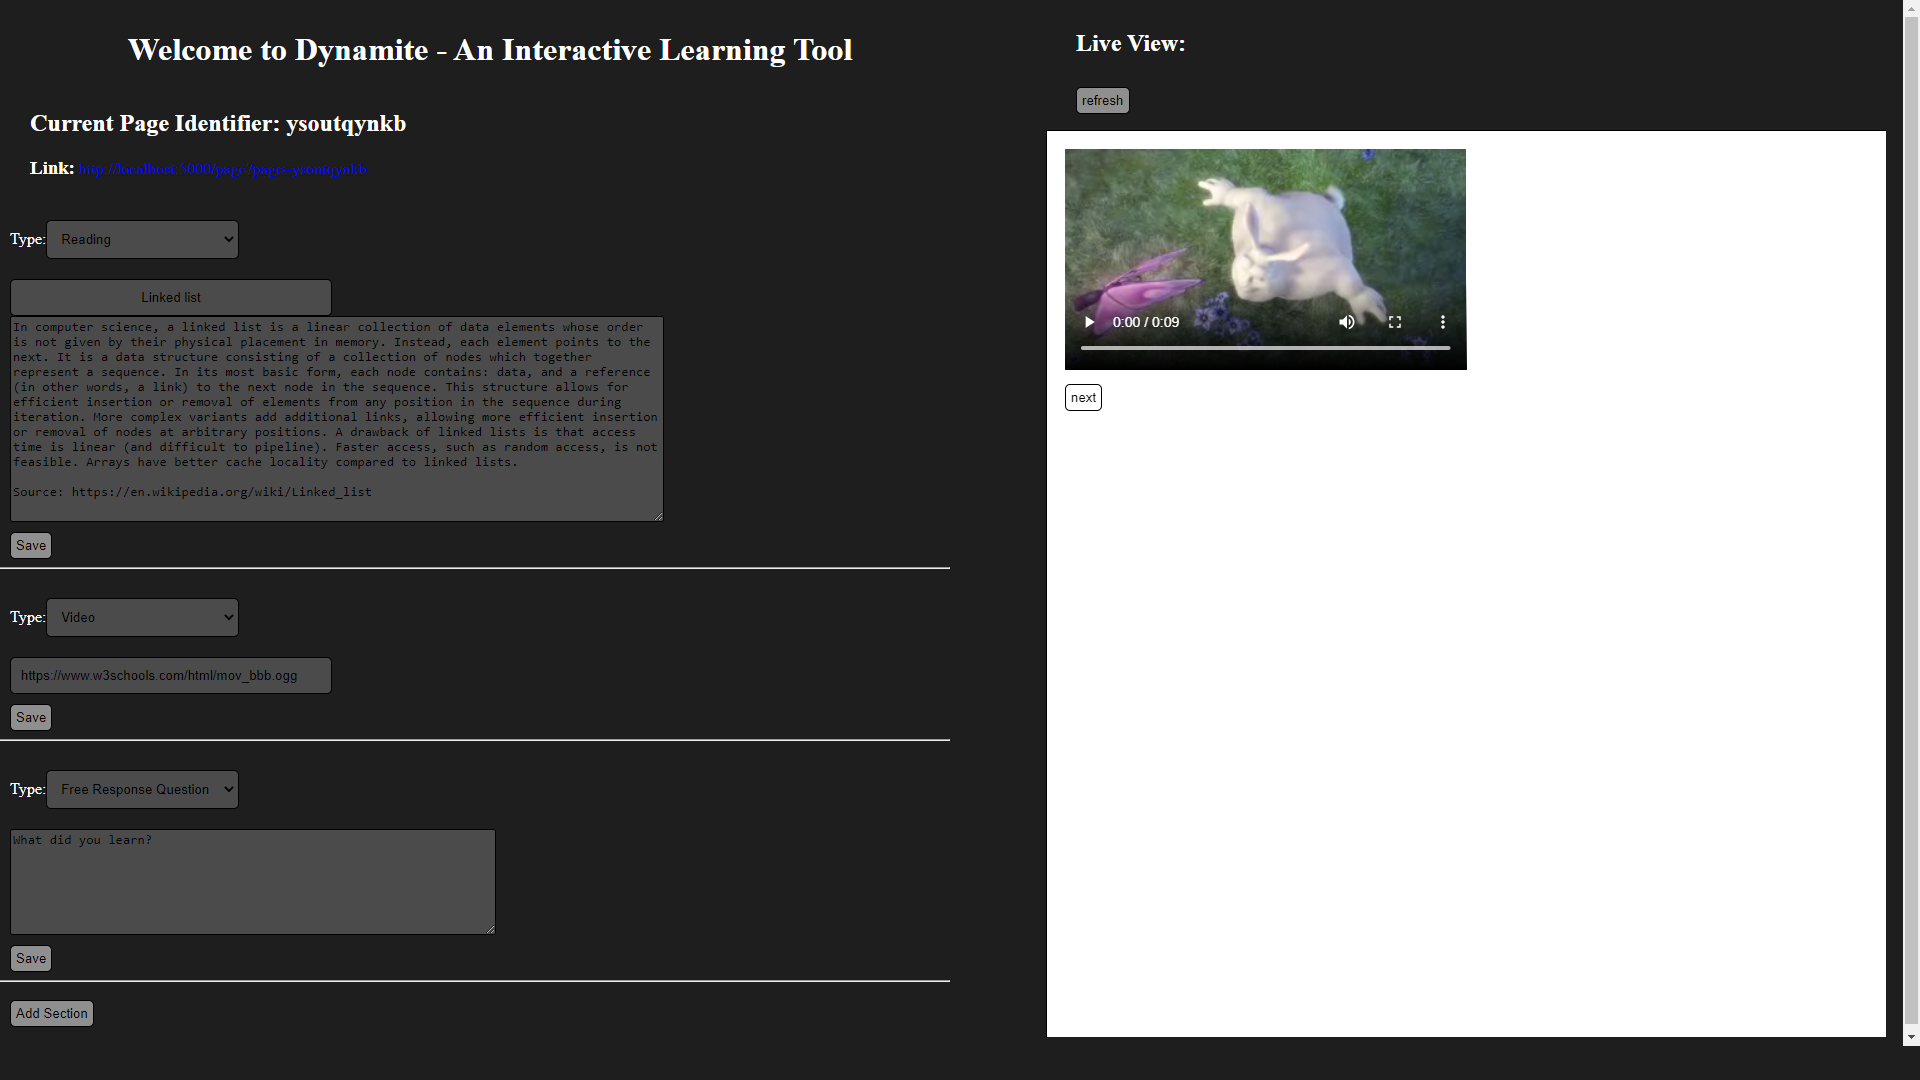 Welcome to Dynamite - An Interactive Learning Tool
Current Page Identifier: ysoutqynkb
Link: http://localhost:3000/page?page=ysoutqynkb
Type: Reading
Linked list
In computer science, a linked list is a linear collection of data elements whose order
is not given by their physical placement in memory. Instead, each element points to the
next. It is a data structure consisting of a collection of nodes which together
represent a sequence. In its most basic form, each node contains: data, and a reference
(in other words, a link) to the next node in the sequence. This structure allows for
efficient insertion or removal of elements from any position in the sequence during
iteration. More complex variants add additional links, allowing more efficient insertion
or removal of nodes at arbitrary positions. A drawback of linked lists is that access
time is linear (and difficult to pipeline). Faster access, such as random access, is not
feasible. Arrays have better cache locality compared to linked lists.
Source: https://en.wikipedia.org/wiki/Linked_list
Save
Type: Video
https://www.w3schools.com/html/mov_bbb.ogg
Save
Type: Free Response Question
What did you learn?
Save
Add Section
Live View:
refresh
0:00 / 0:09
next